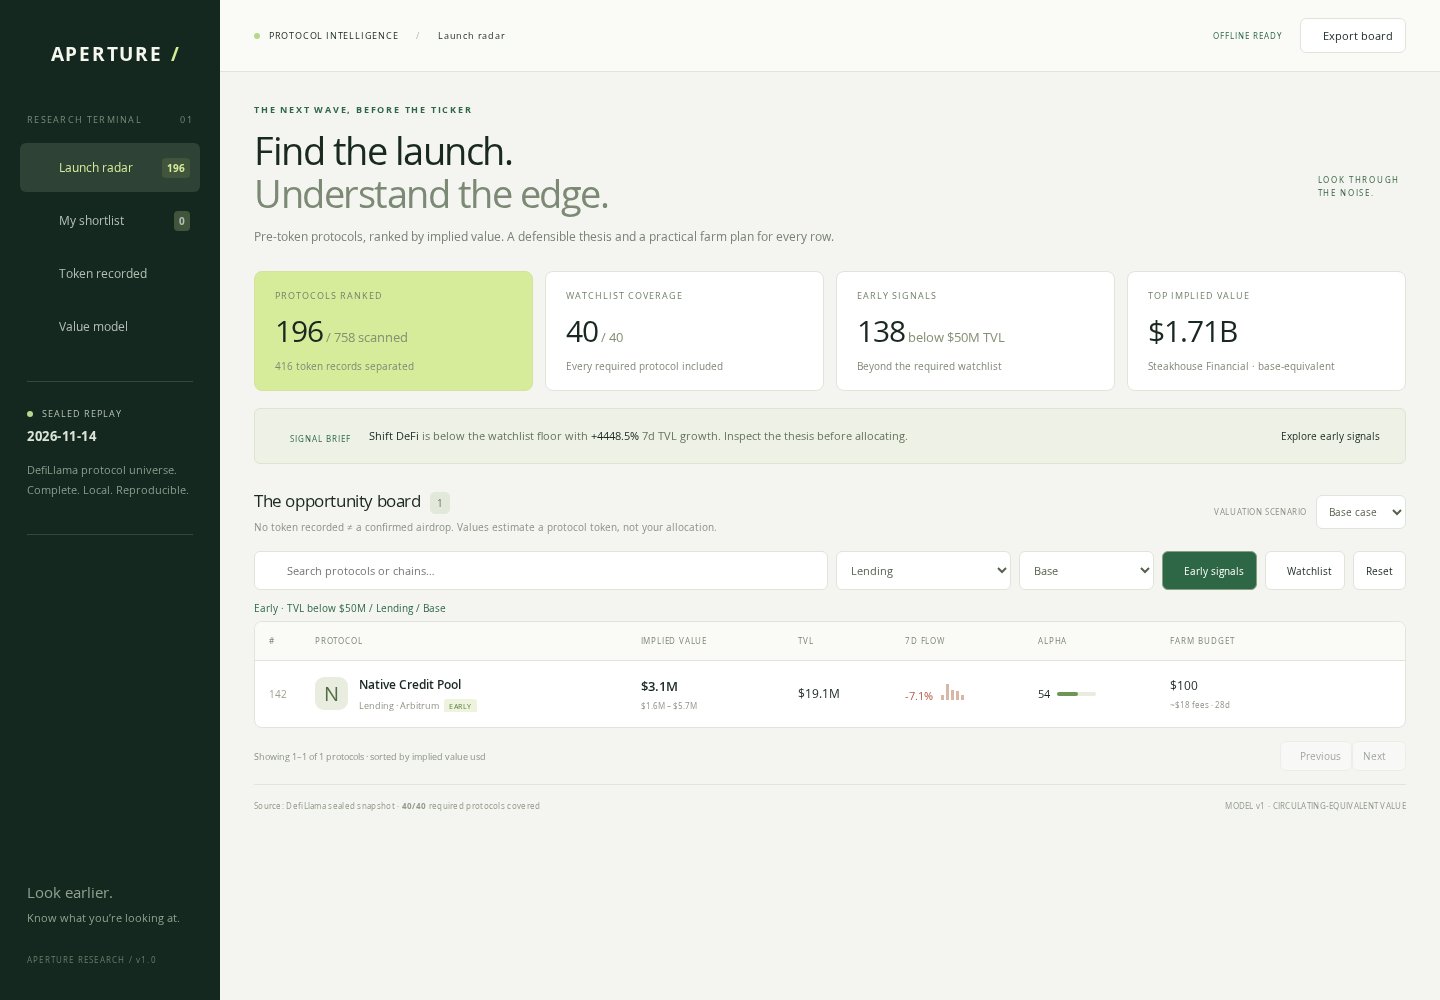 APERTURE /
RESEARCH TERMINAL 01
Launch radar 196
My shortlist 0
Token recorded
Value model
SEALED REPLAY
2026-11-14
DefiLlama protocol universe.
Complete. Local. Reproducible.
Look earlier.
Know what you’re looking at.
APERTURE RESEARCH / v1.0
PROTOCOL INTELLIGENCE / Launch radar
OFFLINE READY
Export board
THE NEXT WAVE, BEFORE THE TICKER
Find the launch.
Understand the edge.
LOOK THROUGH
THE NOISE.
Pre-token protocols, ranked by implied value. A defensible thesis and a practical farm plan for every row.
PROTOCOLS RANKED
196 / 758 scanned
416 token records separated
WATCHLIST COVERAGE
40 / 40
Every required protocol included
EARLY SIGNALS
138 below $50M TVL
Beyond the required watchlist
TOP IMPLIED VALUE
$1.71B
Steakhouse Financial · base-equivalent
SIGNAL BRIEF Shift DeFi is below the watchlist floor with +4448.5% 7d TVL growth. Inspect the thesis before allocating. Explore early signals
The opportunity board 1
No token recorded ≠ a confirmed airdrop. Values estimate a protocol token, not your allocation.
VALUATION SCENARIO Base case
Search protocols or chains... Lending Base Early signals Watchlist Reset
Early · TVL below $50M / Lending / Base
# PROTOCOL IMPLIED VALUE TVL 7D FLOW ALPHA FARM BUDGET
142 N Native Credit Pool $3.1M $19.1M -7.1% 54 $100
Lending · Arbitrum EARLY $1.6M – $5.7M ~$18 fees · 28d
Showing 1–1 of 1 protocols · sorted by implied value usd
Previous Next
Source: DefiLlama sealed snapshot · 40/40 required protocols covered
MODEL v1 · CIRCULATING-EQUIVALENT VALUE